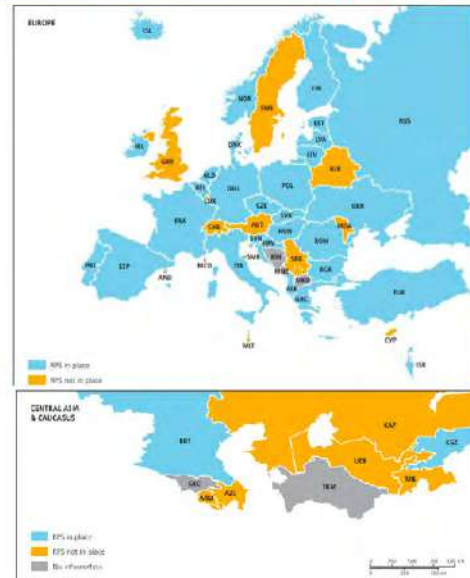 EUROPE
ISL
NOR
SWE
FIN
RUS
EST
LVA
LTU
DNK
IRL
GBR
NLD
BEL
LUX
DEU
POL
BLR
CZE
SVK
UKR
FRA
CHE
AUT
HUN
MDA
SVN
HRV
ROM
BIH
SRB
SMR
ITA
MNE
MKD
BGR
ALB
GRC
PRT
ESP
AND
MCO
TUR
CYP
MLT
ISR
RPS in place
RPS not in place
CENTRAL ASIA
& CAUCASUS
KAZ
KGZ
UZB
GEO
ARM
AZE
TKM
RPS in place
RPS not in place
No information